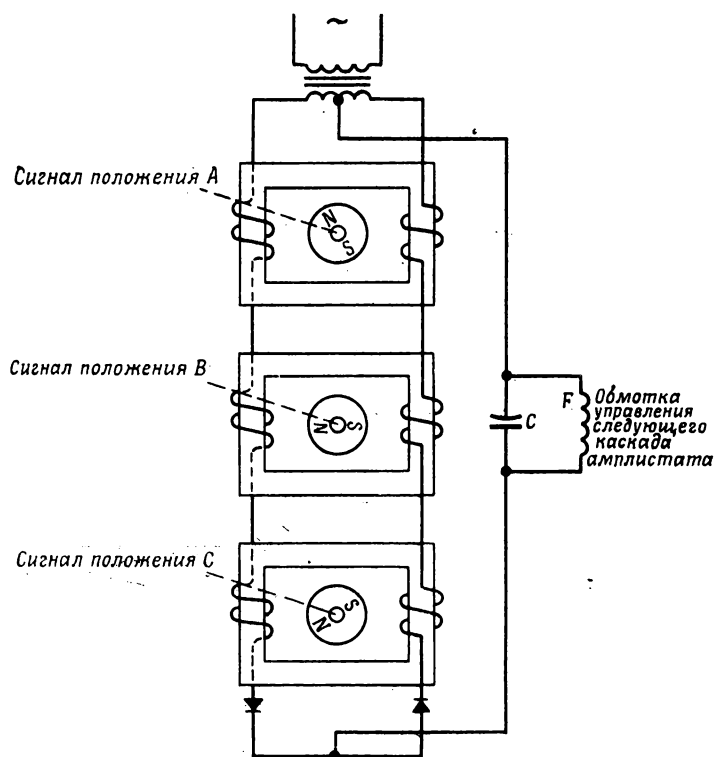 ~
Сигнал положения A
N
S
Сигнал положения B
N
S
F
C
Обмотка
управления
следующего
каскада
амплистата
Сигнал положения C
S
N